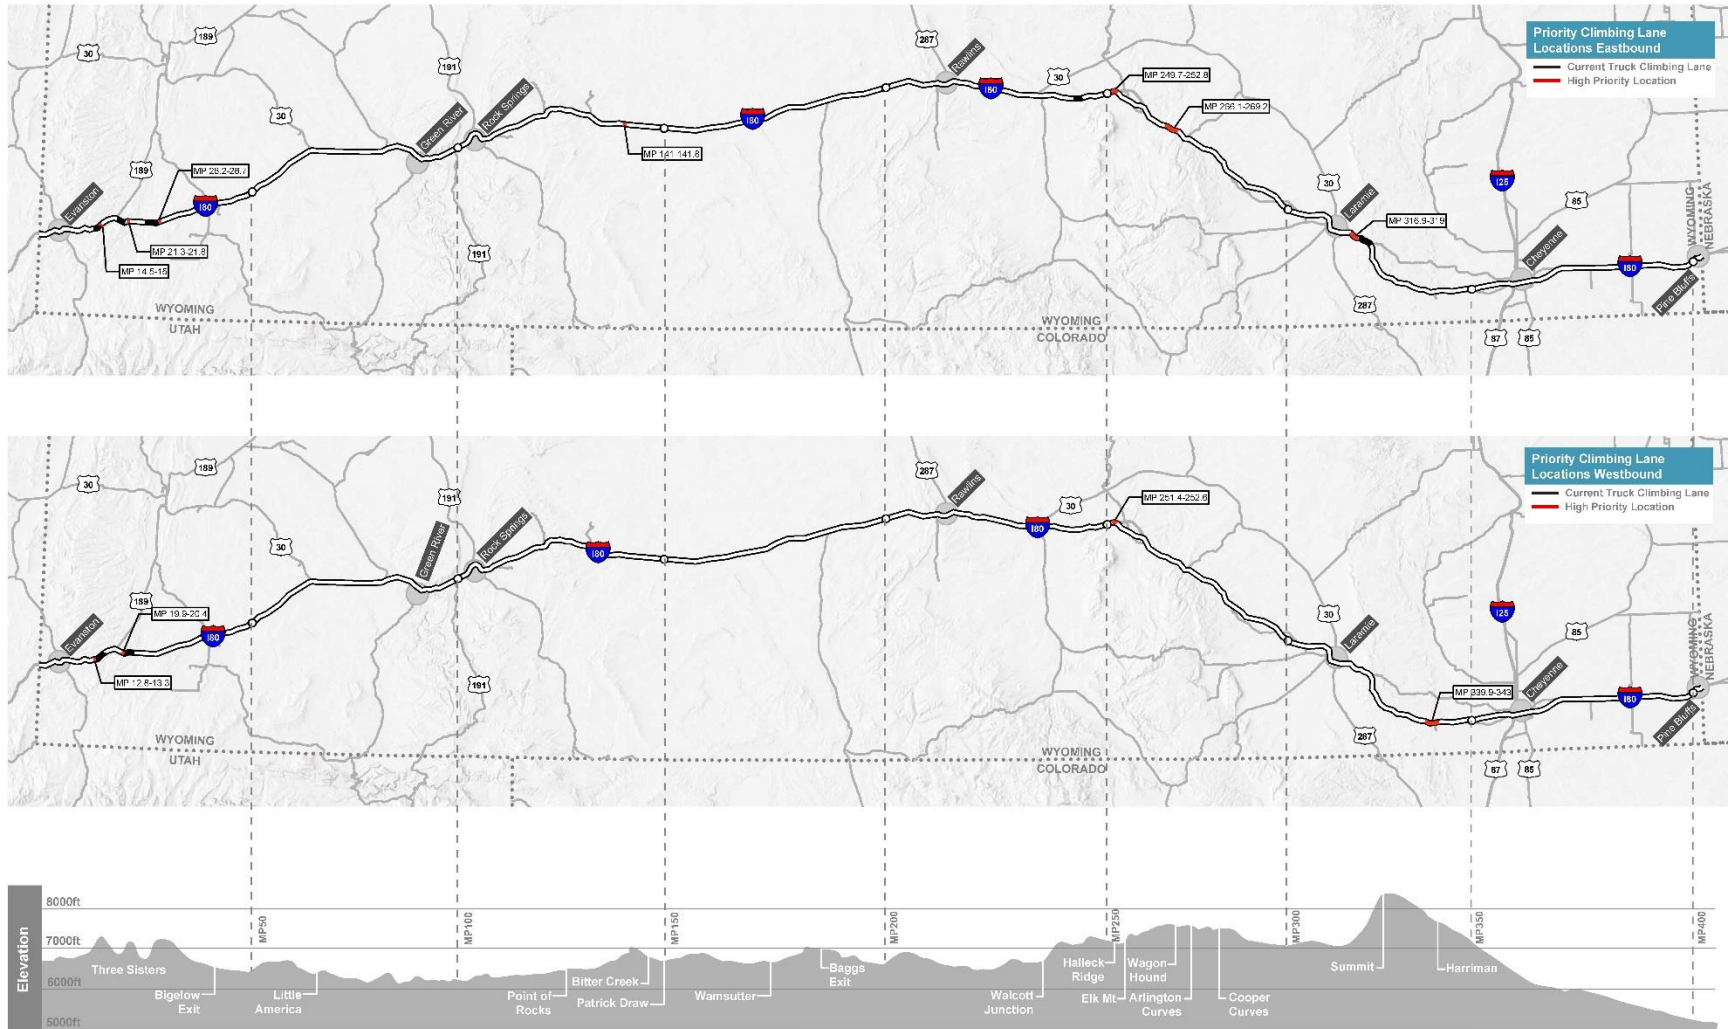 Priority Climbing Lane
Locations Eastbound
Current Truck Climbing Lane
High Priority Location
189
30
191
287
Rawlins
30
180
MP 249.7-252.8
MP 266.1-269.2
180
Rock Springs
Green River
30
189
MP 28.2-28.7
Evanston
180
MP 141-141.8
MP 21.3-21.8
MP 14.5-15
191
30
Laramie
MP 316.9-319
125
85
Cheyenne
180
WYOMING
NEBRASKA
Pine Bluffs
287
87
85
WYOMING
UTAH
WYOMING
COLORADO
Priority Climbing Lane
Locations Westbound
Current Truck Climbing Lane
High Priority Location
189
30
191
287
Rawlins
30
180
MP 251.4-252.6
Rock Springs
Green River
30
180
189
MP 19.9-20.4
Evanston
180
MP 12.8-13.3
191
30
Laramie
125
85
MP 339.9-343
Cheyenne
180
WYOMING
NEBRASKA
Pine Bluffs
287
87
85
WYOMING
UTAH
WYOMING
COLORADO
Elevation
8000ft
7000ft
6000ft
5000ft
MP50
MP100
MP150
MP200
MP250
MP300
MP350
MP400
Three Sisters
Bigelow
Exit
Little
America
Point of
Rocks
Bitter Creek
Patrick Draw
Wamsutter
Baggs
Exit
Walcott
Junction
Halleck
Ridge
Elk Mt
Wagon
Hound
Arlington
Curves
Cooper
Curves
Summit
Harriman